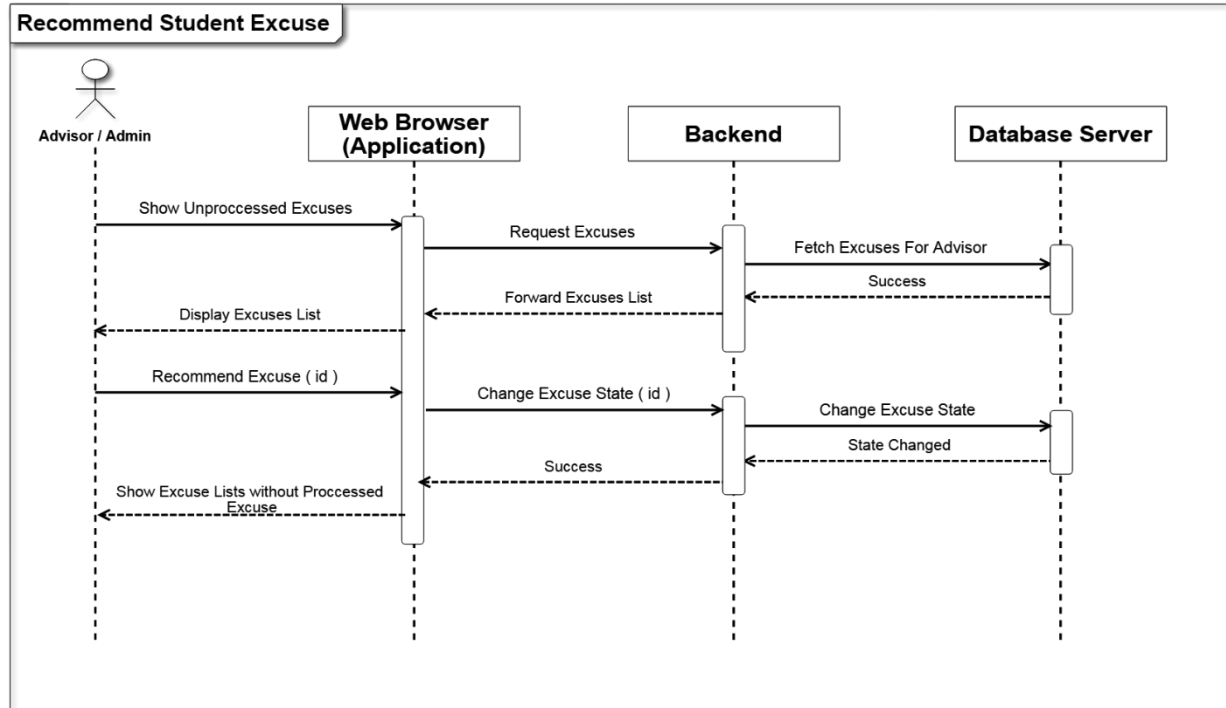 Recommend Student Excuse
Advisor / Admin
Web Browser
(Application)
Backend
Database Server
Show Unproccessed Excuses
Request Excuses
Fetch Excuses For Advisor
Success
Forward Excuses List
Display Excuses List
Recommend Excuse ( id )
Change Excuse State ( id )
Change Excuse State
State Changed
Success
Show Excuse Lists without Proccessed
Excuse